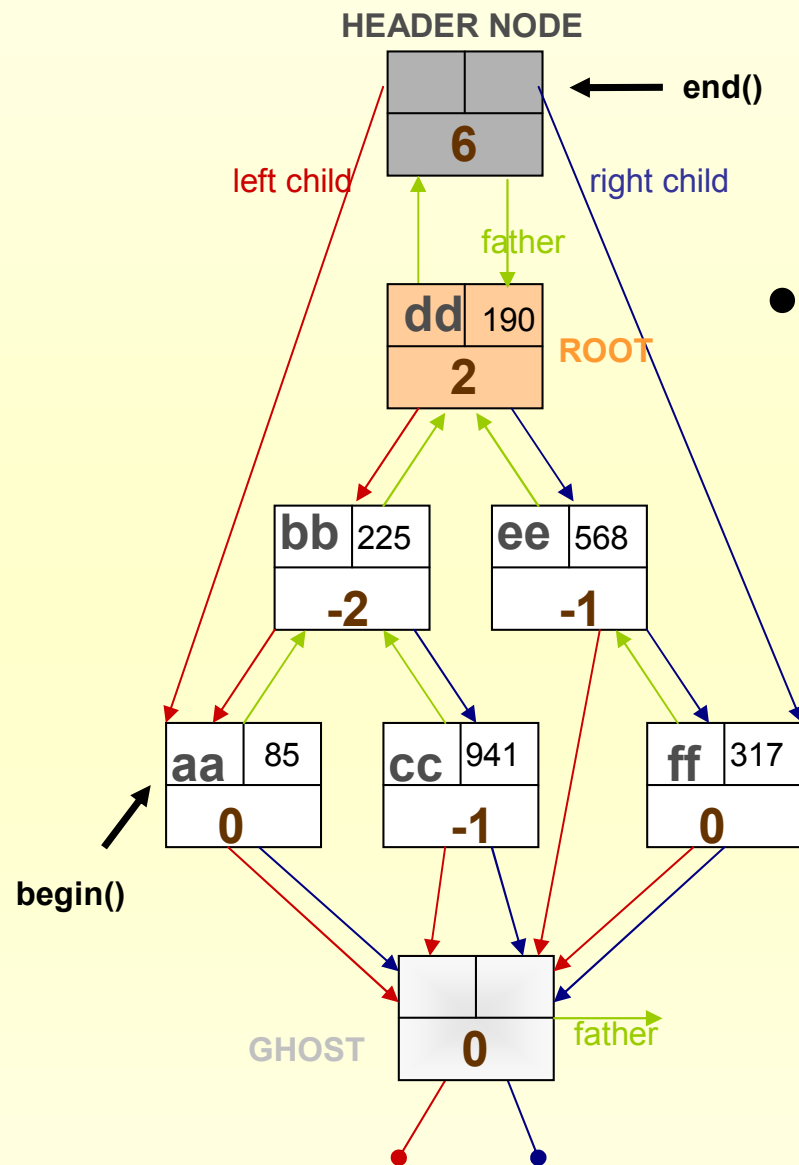 HEADER NODE
end()
6
left child
right child
father
dd 190
ROOT
2
bb 225
ee 568
-2
-1
aa 85
cc 941
ff 317
0
-1
0
begin()
GHOST
0
father